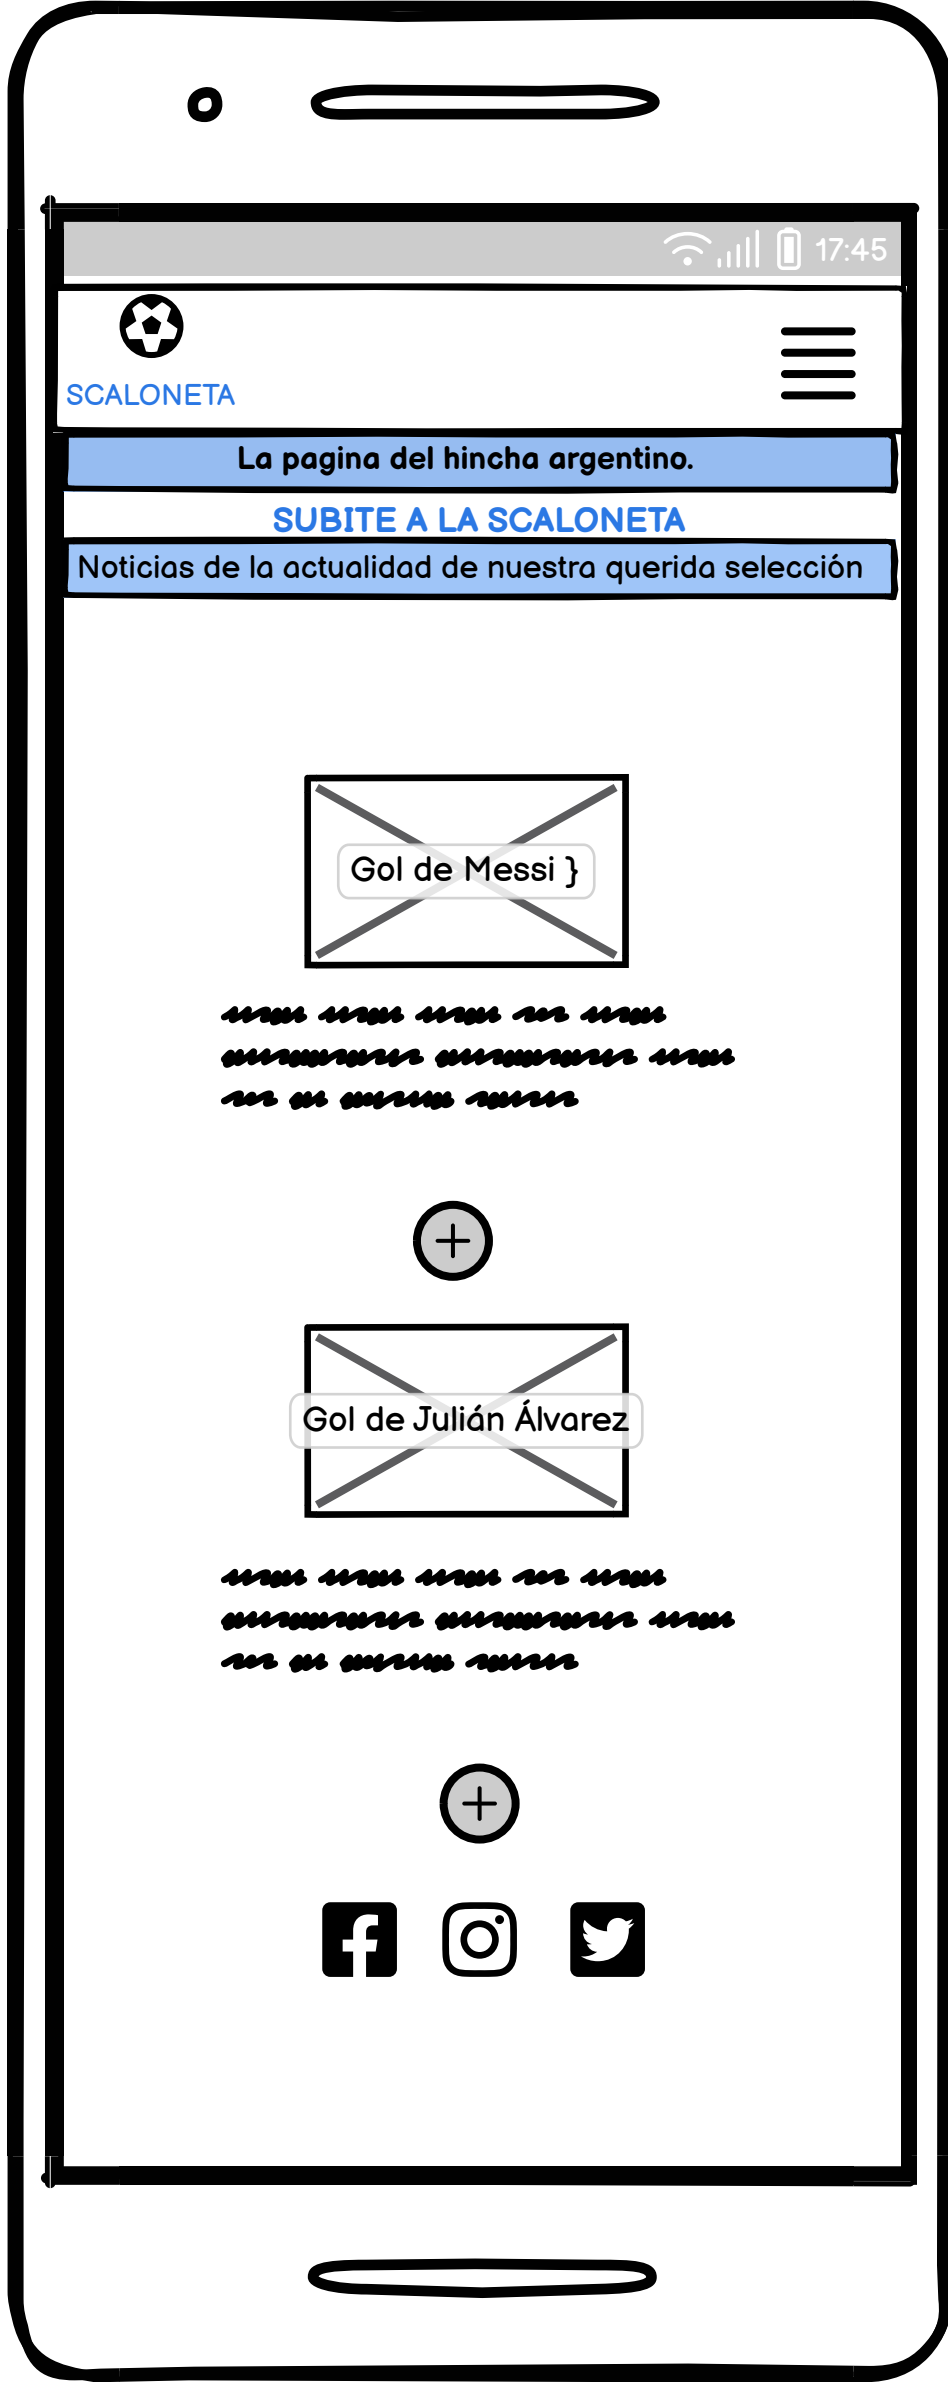 17:45
SCALONETA
La pagina del hincha argentino.
SUBITE A LA SCALONETA
Noticias de la actualidad de nuestra querida selección
Gol de Messi }
Gol de Julián Álvarez